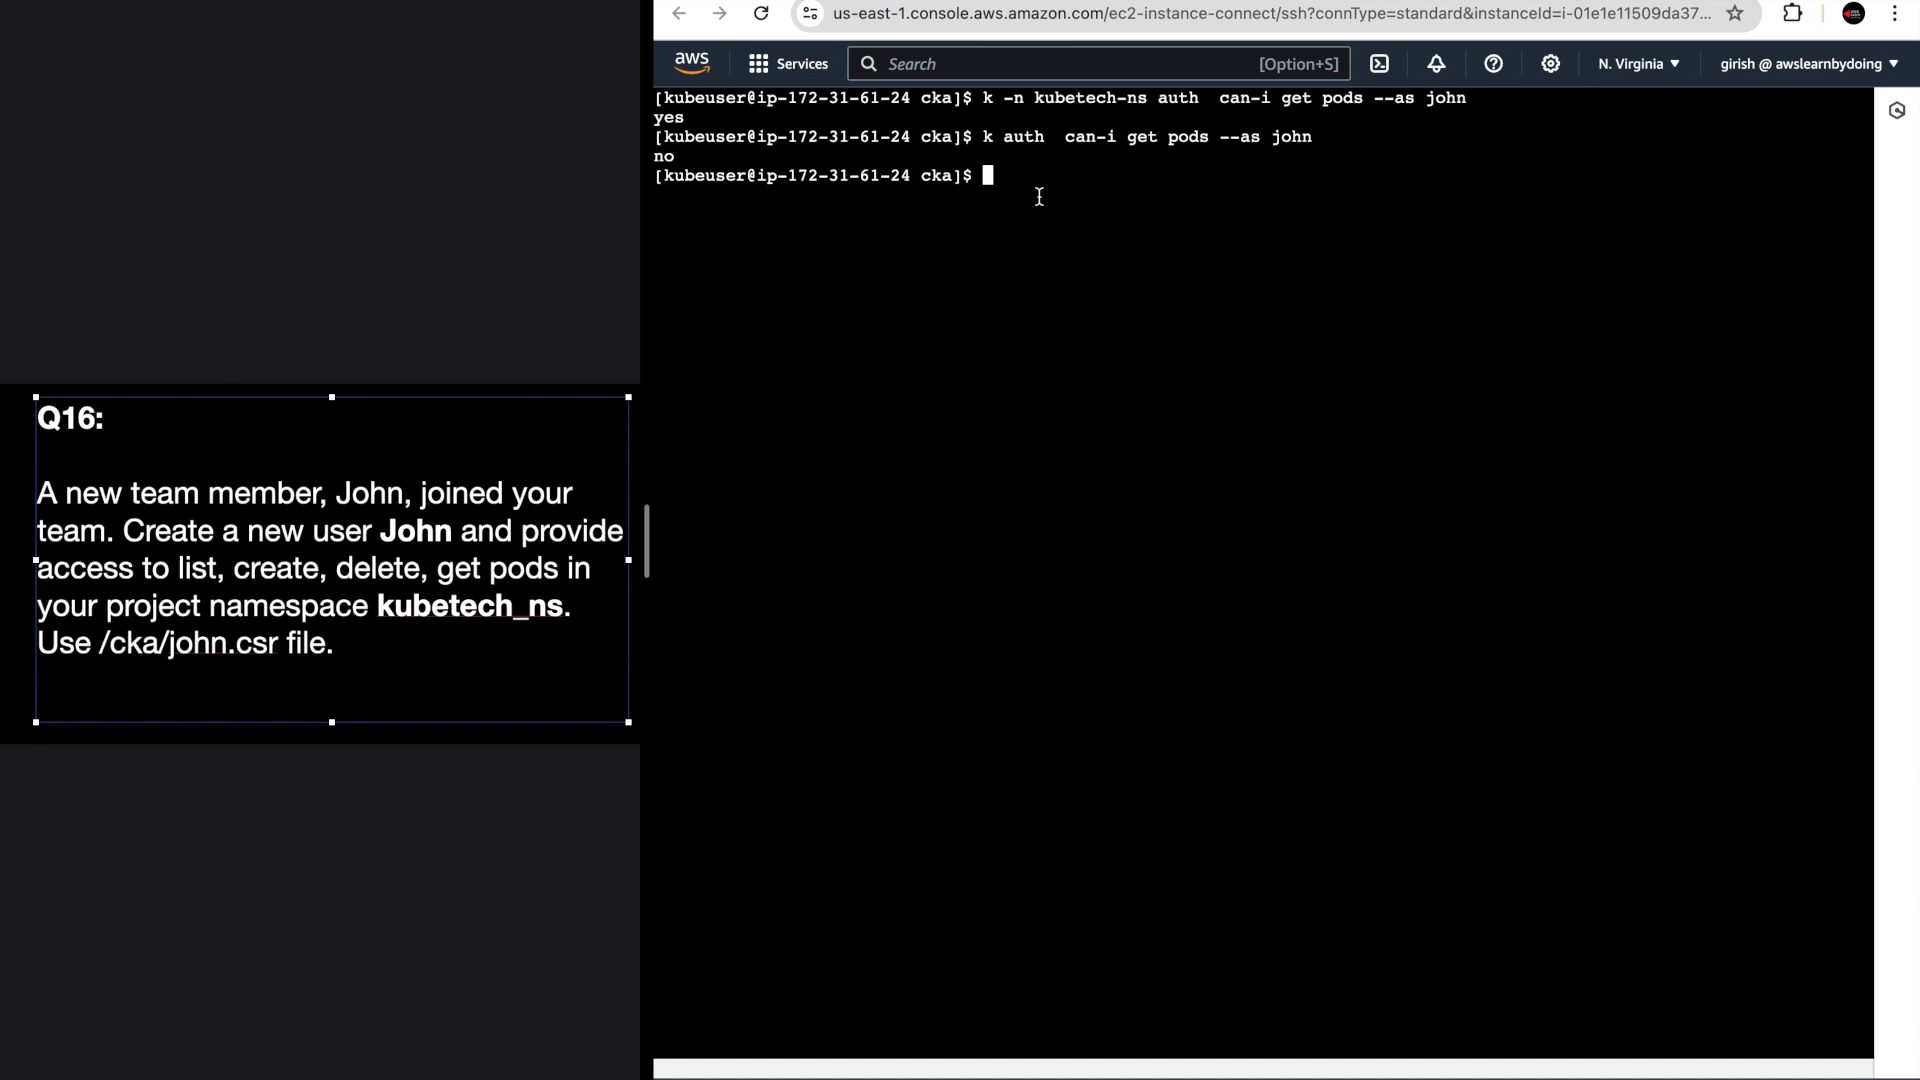 us-east-1.console.aws.amazon.com/ec2-instance-connect/ssh?connType=standard&instanceId=i-01e1e11509da37...
aws Services Search [Option+S] N. Virginia girish @ awslearnbydoing
[kubeuser@ip-172-31-61-24 cka]$ k -n kubetech-ns auth  can-i get pods --as john
yes
[kubeuser@ip-172-31-61-24 cka]$ k auth  can-i get pods --as john
no
[kubeuser@ip-172-31-61-24 cka]$
Q16:
A new team member, John, joined your
team. Create a new user John and provide
access to list, create, delete, get pods in
your project namespace kubetech_ns.
Use /cka/john.csr file.